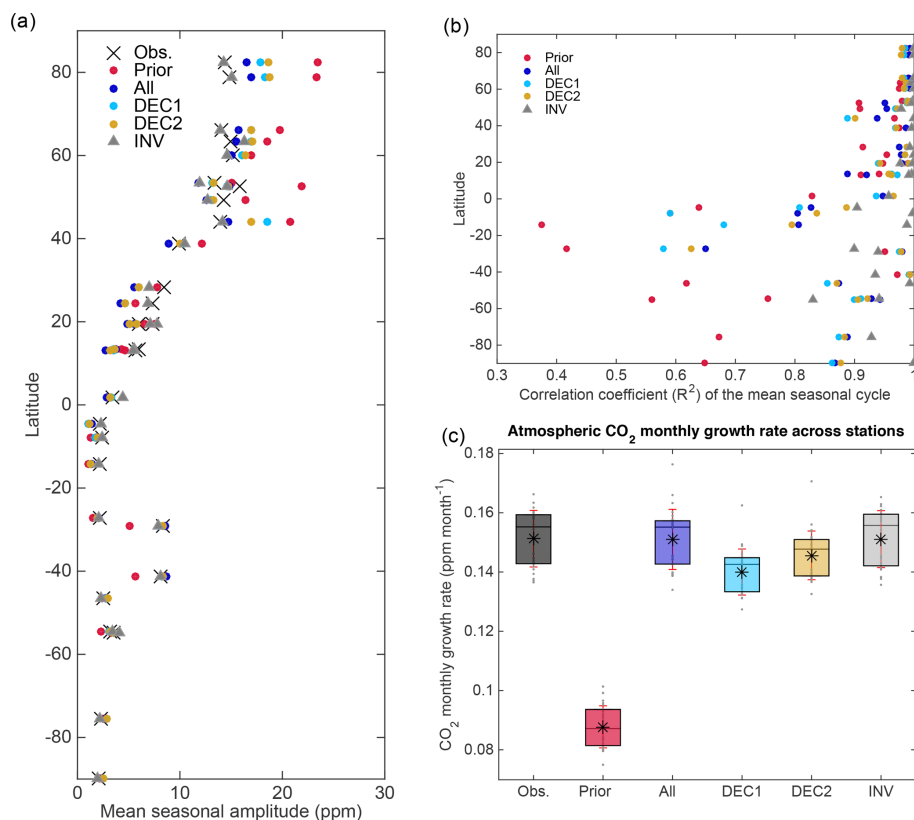 (a)
Obs.
Prior
All
DEC1
DEC2
INV
80
60
40
20
0
-20
-40
-60
-80
Latitude
0
10
20
30
Mean seasonal amplitude (ppm)
(b)
Prior
All
DEC1
DEC2
INV
80
60
40
20
0
-20
-40
-60
-80
Latitude
0.3
0.4
0.5
0.6
0.7
0.8
0.9
1
Correlation coefficient (R²) of the mean seasonal cycle
(c)
Atmospheric CO₂ monthly growth rate across stations
0.18
0.16
0.14
0.12
0.1
0.08
CO₂ monthly growth rate (ppm month⁻¹)
Obs.
Prior
All
DEC1
DEC2
INV